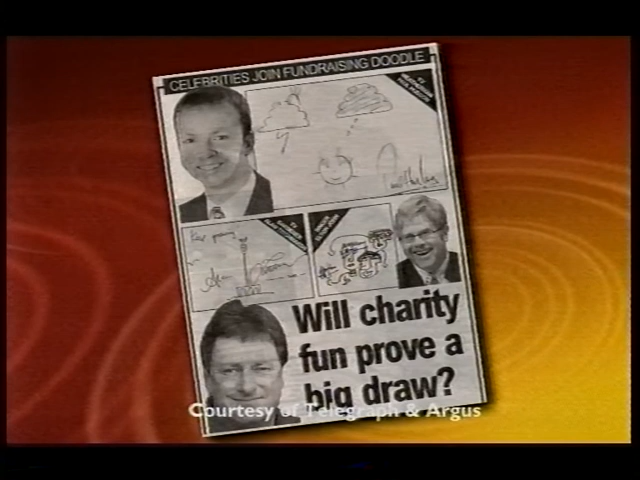 CELEBRITIES JOIN FUNDRAISING DOODLE
Will charity
fun prove a
big draw?
Courtesy of Telegraph & Argus